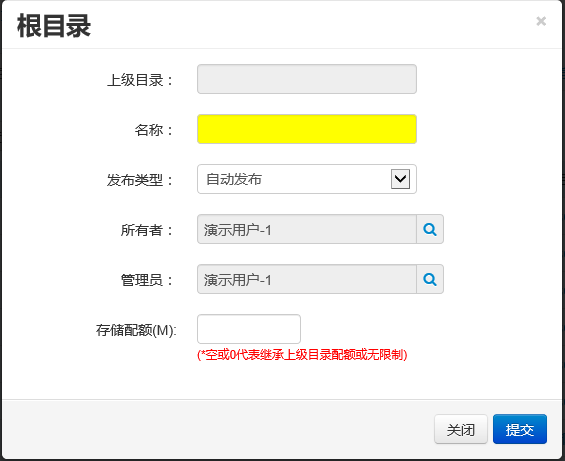 根目录
×
上级目录：
名称：
发布类型： 自动发布
所有者： 演示用户-1
管理员： 演示用户-1
存储配额(M):
(*空或0代表继承上级目录配额或无限制)
关闭 提交